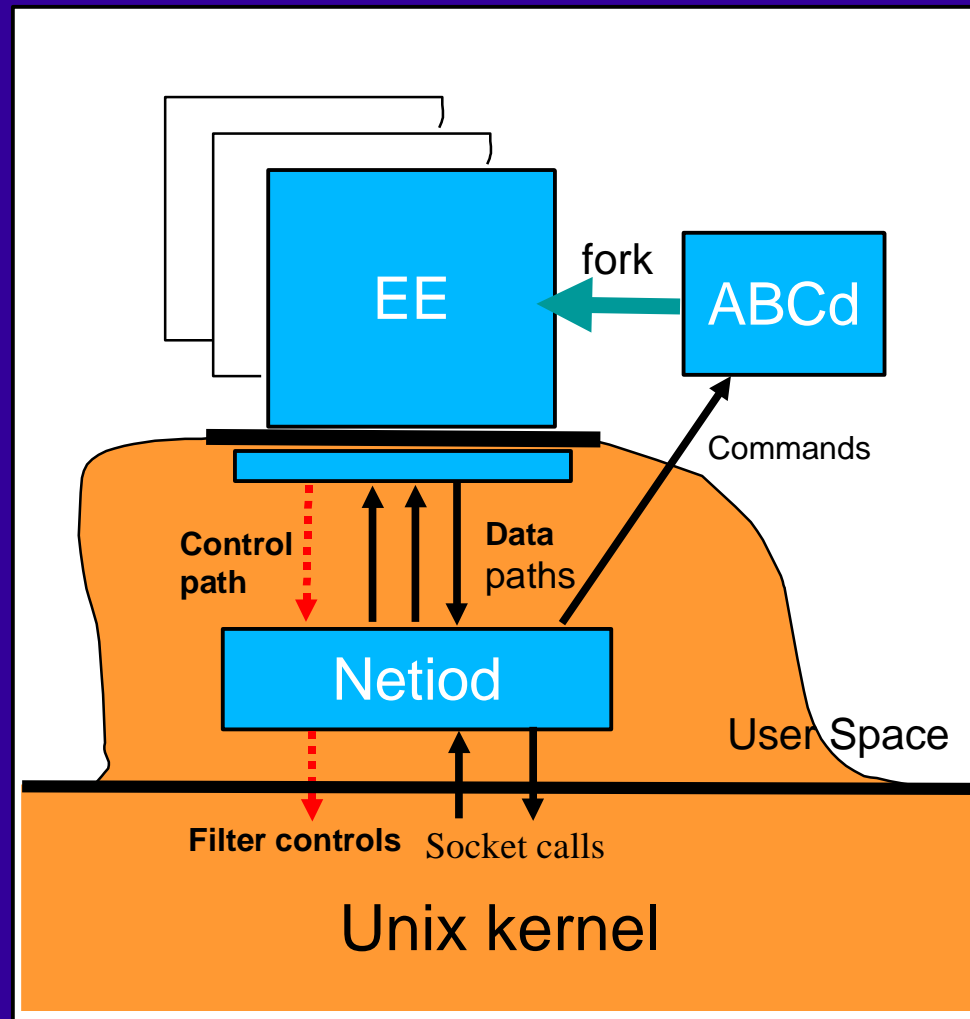 fork
EE
ABCd
Commands
Control
path
Data
paths
Netiod
User Space
Filter controls
Socket calls
Unix kernel